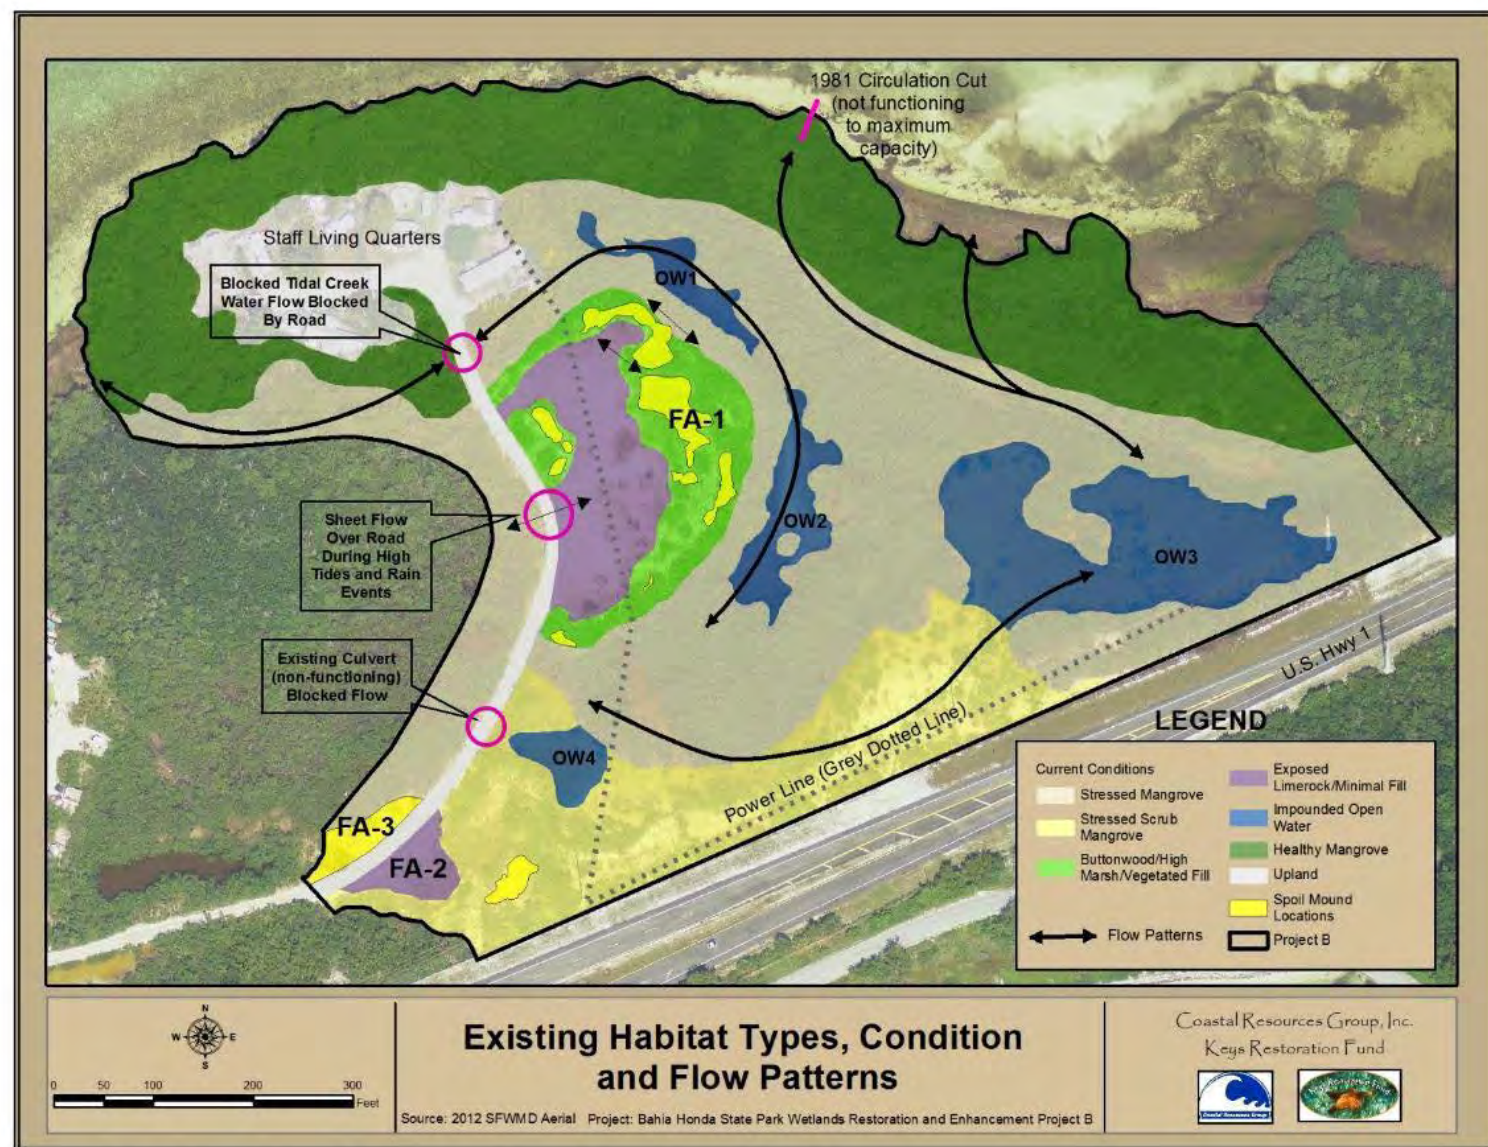 1981 Circulation Cut
(not functioning
to maximum
capacity)
Staff Living Quarters
Blocked Tidal Creek
Water Flow Blocked
By Road
OW1
FA-1
Sheet Flow
Over Road
During High
Tides and Rain
Events
OW2
OW3
Existing Culvert
(non-functioning)
Blocked Flow
OW4
FA-3
FA-2
Power Line (Grey Dotted Line)
U.S. Hwy 1
LEGEND
Current Conditions
Stressed Mangrove
Stressed Scrub
Mangrove
Buttonwood/High
Marsh/Vegetated Fill
Flow Patterns
Exposed
Limerock/Minimal Fill
Impounded Open
Water
Healthy Mangrove
Upland
Spoil Mound
Locations
Project B
N
W E
S
0 50 100 200 300
Feet
Existing Habitat Types, Condition
and Flow Patterns
Source: 2012 SFWMD Aerial Project: Bahia Honda State Park Wetlands Restoration and Enhancement Project B
Coastal Resources Group, Inc.
Keys Restoration Fund
Coastal Resources Group
Keys Restoration Fund